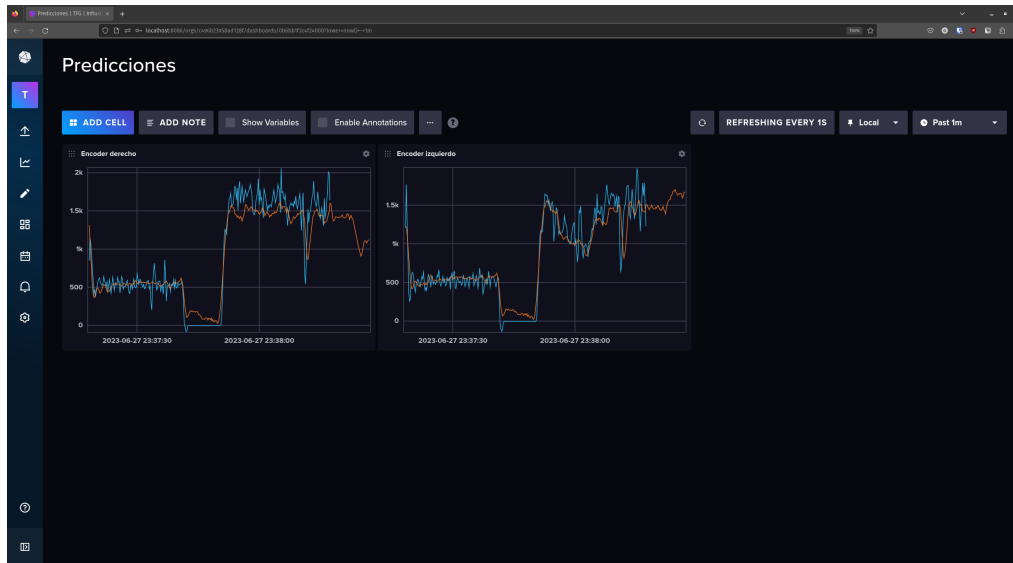 Predicciones | TFG | Influx
localhost:8086/orgs/
Predicciones
T
ADD CELL
ADD NOTE
Show Variables
Enable Annotations
REFRESHING EVERY 1S
Local
Past 1m
Encoder derecho
2k
1.5k
1k
500
0
2023-06-27 23:37:30
2023-06-27 23:38:00
Encoder izquierdo
1.5k
1k
500
0
2023-06-27 23:37:30
2023-06-27 23:38:00